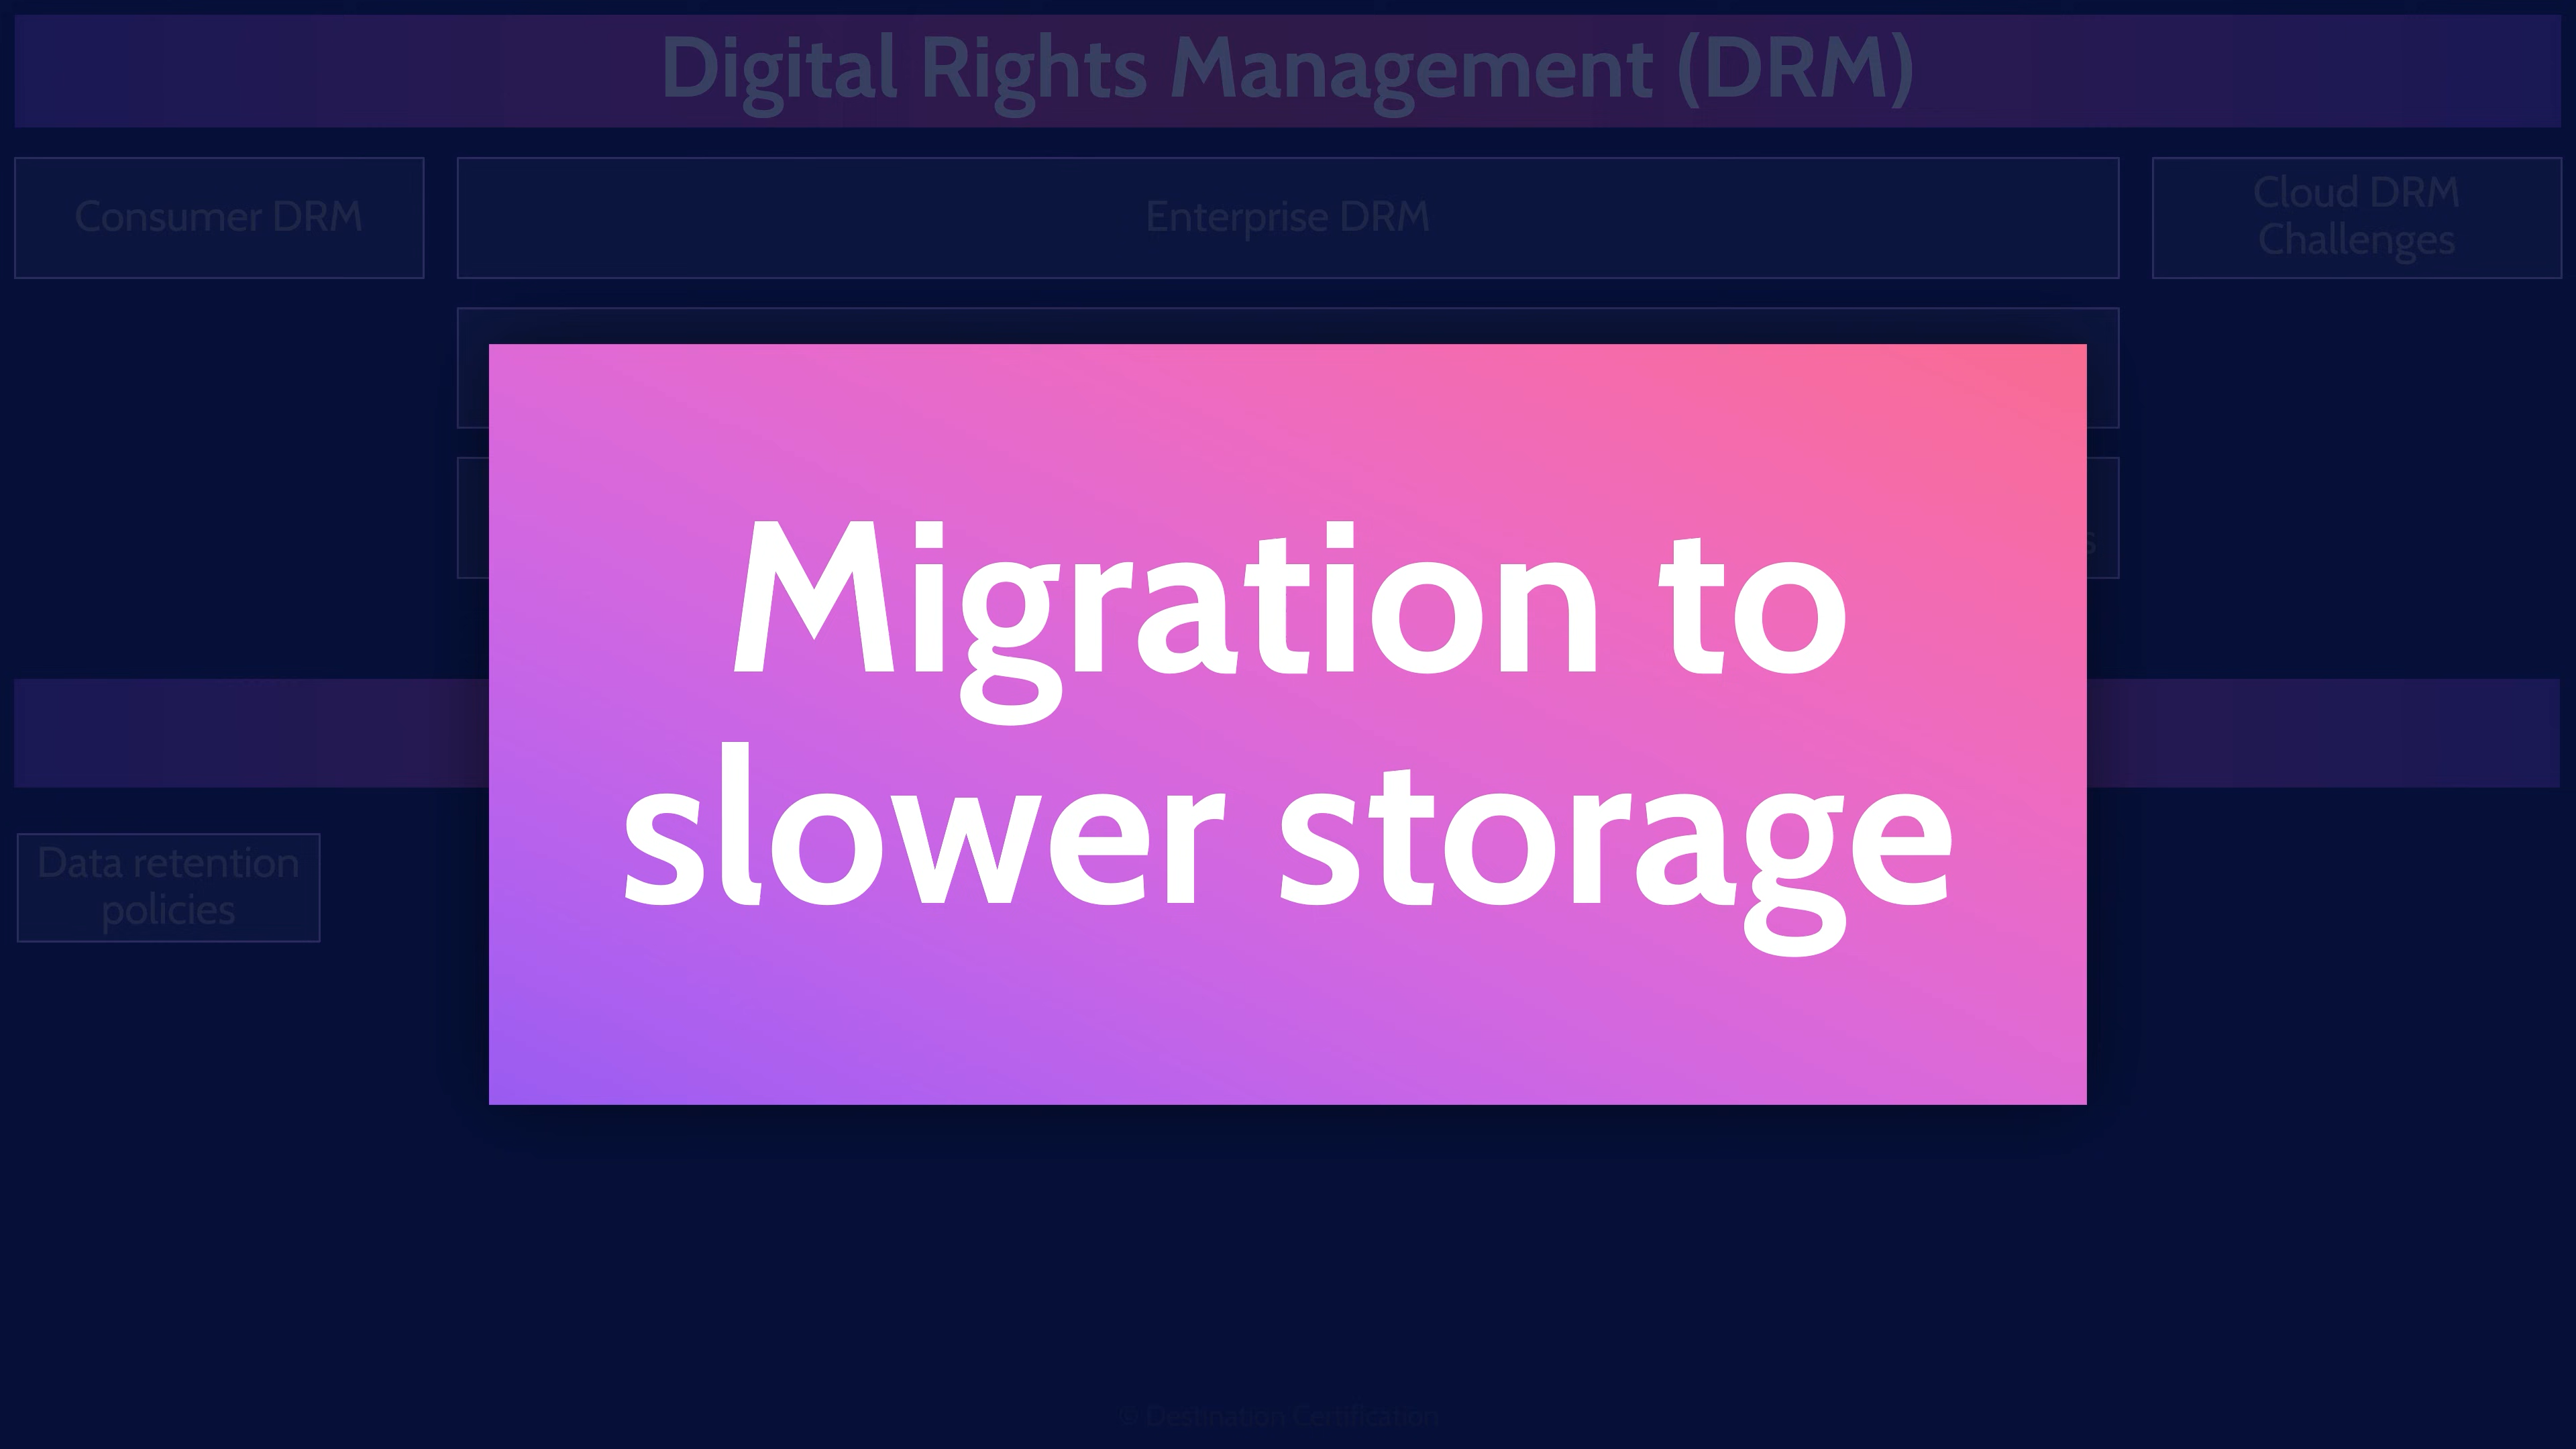 Digital Rights Management (DRM)
Consumer DRM
Enterprise DRM
Cloud DRM
Challenges
Migration to
slower storage
Data retention
policies
© Destination Certification